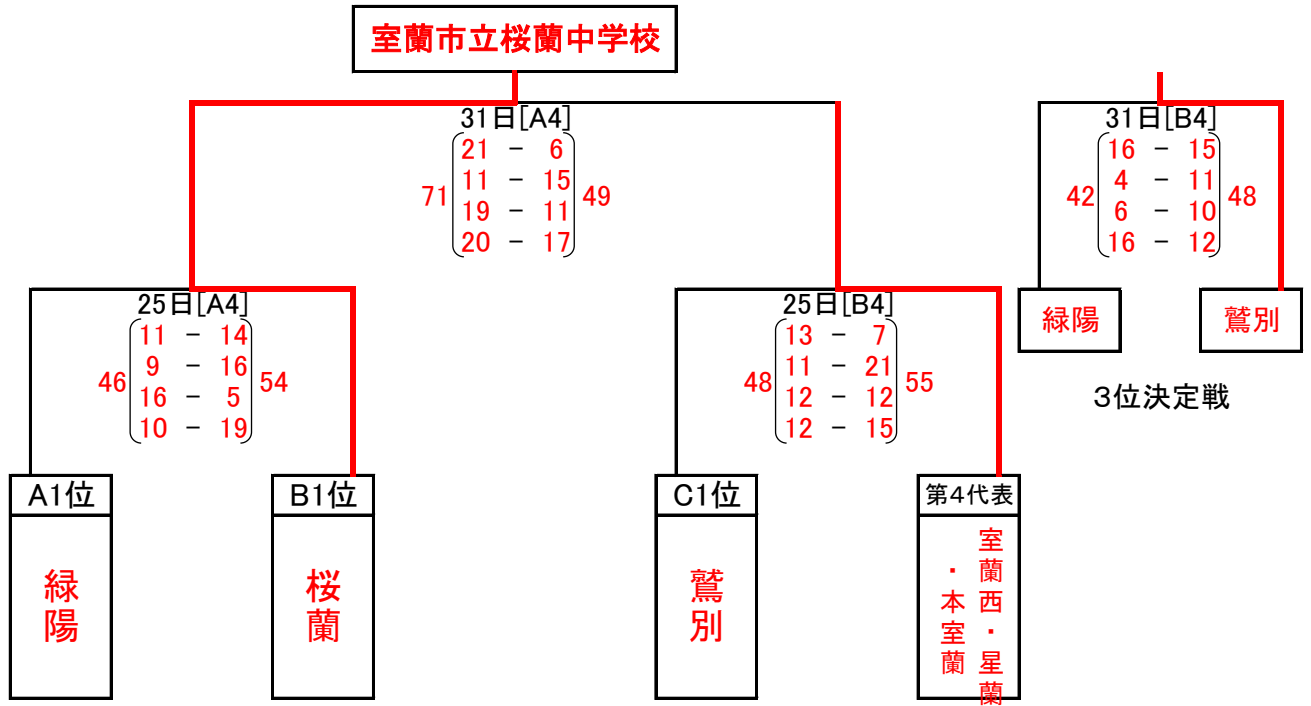 室蘭市立桜蘭中学校
31日[A4]
71 21 - 6 49
11 - 15
19 - 11
20 - 17
31日[B4]
42 16 - 15 48
4 - 11
6 - 10
16 - 12
緑陽
鷲別
3位決定戦
25日[A4]
46 11 - 14 54
9 - 16
16 - 5
10 - 19
25日[B4]
48 13 - 7 55
11 - 21
12 - 12
12 - 15
A1位
緑陽
B1位
桜蘭
C1位
鷲別
第4代表
室蘭西・星蘭
・本室蘭